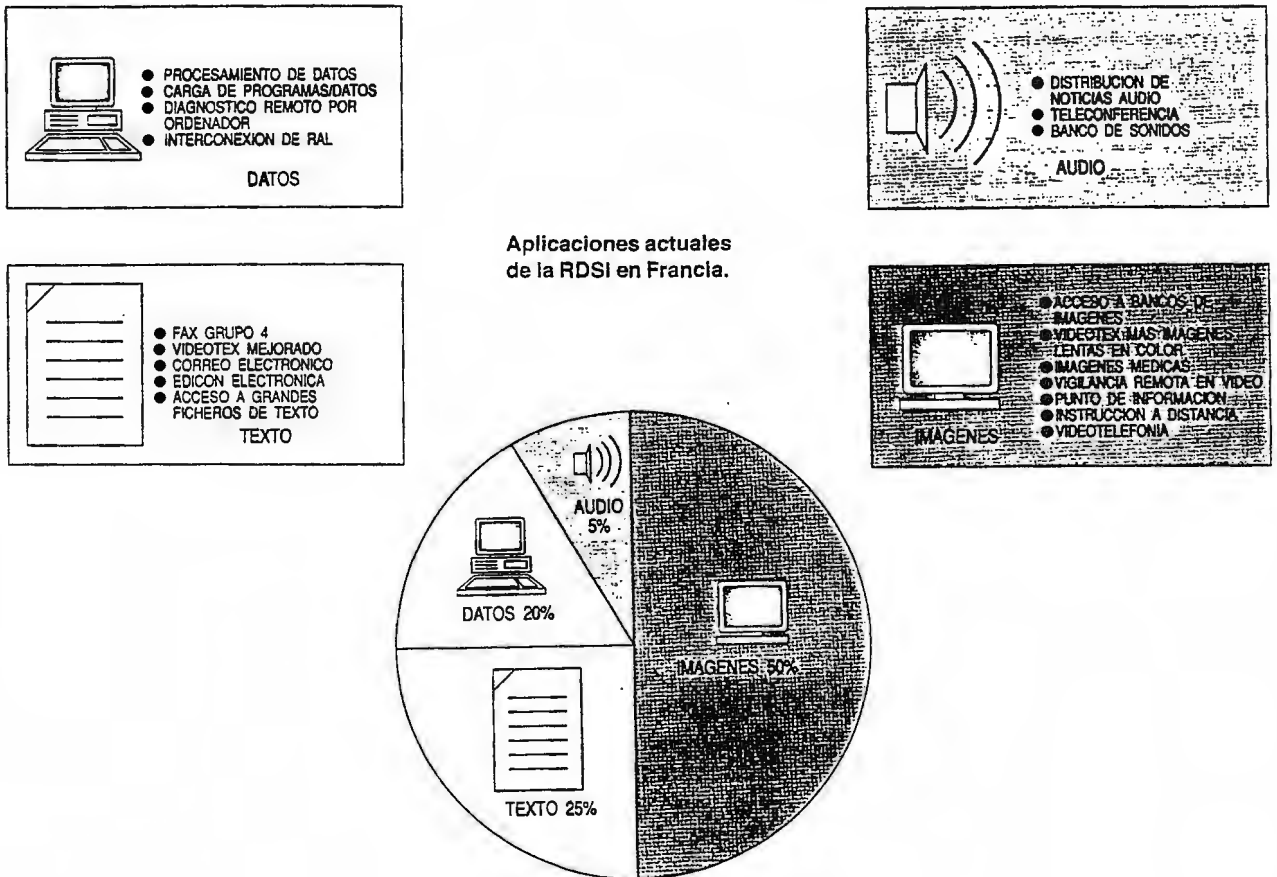 PROCESAMIENTO DE DATOS
CARGA DE PROGRAMAS/DATOS
DIAGNOSTICO REMOTO POR
ORDENADOR
INTERCONEXION DE RAL
DATOS
DISTRIBUCION DE
NOTICIAS AUDIO
TELECONFERENCIA
BANCO DE SONIDOS
AUDIO
Aplicaciones actuales
de la RDSI en Francia.
FAX GRUPO 4
VIDEOTEX MEJORADO
CORREO ELECTRONICO
EDICON ELECTRONICA
ACCESO A GRANDES
FICHEROS DE TEXTO
TEXTO
ACCESO A BANCOS DE
IMAGENES
VIDEOTEX MAS IMAGENES
LENTAS EN COLOR
IMAGENES MEDICAS
VIGILANCIA REMOTA EN VIDEO
PUNTO DE INFORMACION
INSTRUCCION A DISTANCIA
VIDEOTELEFONIA
IMAGENES
AUDIO
5%
DATOS 20%
IMAGENES 50%
TEXTO 25%